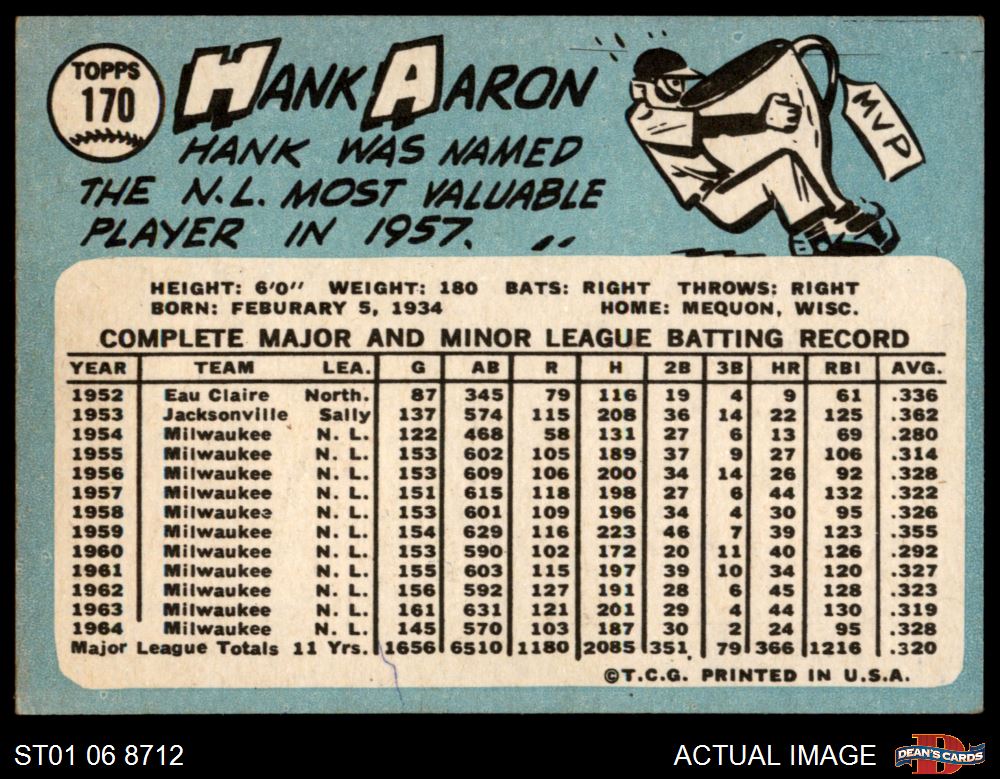 TOPPS
170
HANK AARON
HANK WAS NAMED
THE N.L. MOST VALUABLE
PLAYER IN 1957.
MVP
HEIGHT: 6'0" WEIGHT: 180 BATS: RIGHT THROWS: RIGHT
BORN: FEBURARY 5, 1934 HOME: MEQUON, WISC.
COMPLETE MAJOR AND MINOR LEAGUE BATTING RECORD
YEAR TEAM LEA. G AB R H 2B 3B HR RBI AVG.
1952 Eau Claire North. 87 345 79 116 19 4 9 61 .336
1953 Jacksonville Sally 137 574 115 208 36 14 22 125 .362
1954 Milwaukee N. L. 122 468 58 131 27 6 13 69 .280
1955 Milwaukee N. L. 153 602 105 189 37 9 27 106 .314
1956 Milwaukee N. L. 153 609 106 200 34 14 26 92 .328
1957 Milwaukee N. L. 151 615 118 198 27 6 44 132 .322
1958 Milwaukee N. L. 153 601 109 196 34 4 30 95 .326
1959 Milwaukee N. L. 154 629 116 223 46 7 39 123 .355
1960 Milwaukee N. L. 153 590 102 172 20 11 40 126 .292
1961 Milwaukee N. L. 155 603 115 197 39 10 34 120 .327
1962 Milwaukee N. L. 156 592 127 191 28 6 45 128 .323
1963 Milwaukee N. L. 161 631 121 201 29 4 44 130 .319
1964 Milwaukee N. L. 145 570 103 187 30 2 24 95 .328
Major League Totals 11 Yrs. 1656 6510 1180 2085 351 79 366 1216 .320
©T.C.G. PRINTED IN U.S.A.
ST01 06 8712 ACTUAL IMAGE DEAN'S CARDS